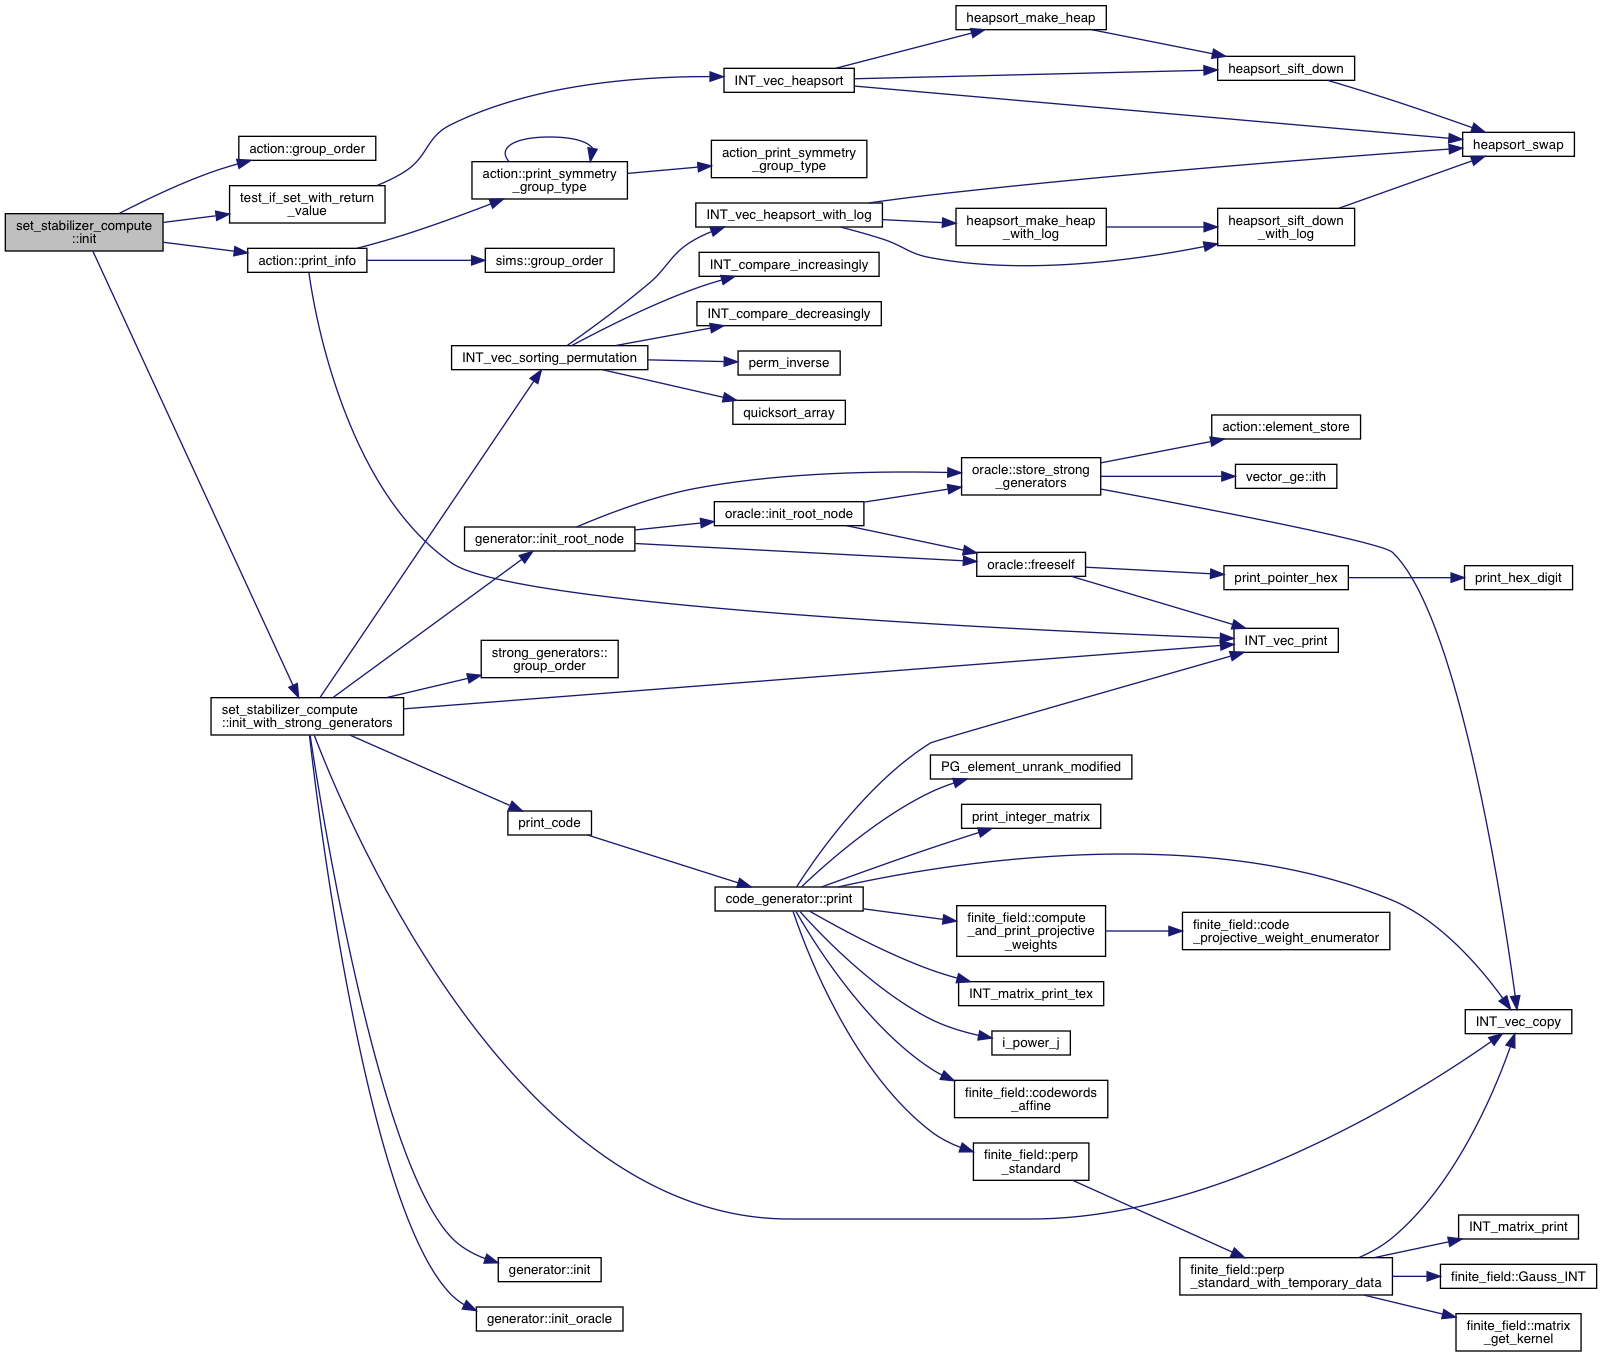 set_stabilizer_compute
::init
action::group_order
test_if_set_with_return
_value
action::print_info
set_stabilizer_compute
::init_with_strong_generators
action::print_symmetry
_group_type
sims::group_order
INT_vec_sorting_permutation
generator::init_root_node
strong_generators::
group_order
print_code
generator::init
generator::init_oracle
INT_vec_heapsort
action_print_symmetry
_group_type
INT_vec_heapsort_with_log
INT_compare_increasingly
INT_compare_decreasingly
perm_inverse
quicksort_array
oracle::init_root_node
code_generator::print
heapsort_make_heap
heapsort_make_heap
_with_log
oracle::store_strong
_generators
oracle::freeself
PG_element_unrank_modified
print_integer_matrix
finite_field::compute
_and_print_projective
_weights
INT_matrix_print_tex
i_power_j
finite_field::codewords
_affine
finite_field::perp
_standard
heapsort_sift_down
heapsort_sift_down
_with_log
action::element_store
vector_ge::ith
print_pointer_hex
INT_vec_print
finite_field::code
_projective_weight_enumerator
finite_field::perp
_standard_with_temporary_data
heapsort_swap
print_hex_digit
INT_vec_copy
INT_matrix_print
finite_field::Gauss_INT
finite_field::matrix
_get_kernel